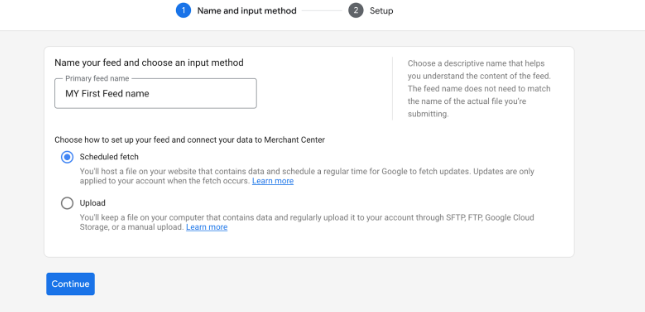 1 Name and input method 2 Setup
Name your feed and choose an input method
Primary feed name
MY First Feed name
Choose a descriptive name that helps
you understand the content of the feed.
The feed name does not need to match
the name of the actual file you're
submitting.
Choose how to set up your feed and connect your data to Merchant Center
Scheduled fetch
You'll host a file on your website that contains data and schedule a regular time for Google to fetch updates. Updates are only
applied to your account when the fetch occurs. Learn more
Upload
You'll keep a file on your computer that contains data and regularly upload it to your account through SFTP, FTP, Google Cloud
Storage, or a manual upload. Learn more
Continue